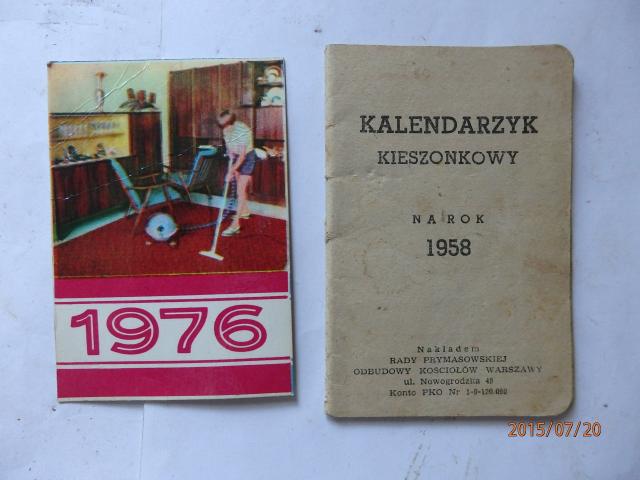 1976
KALENDARZYK
KIESZONKOWY
NA ROK
1958
Nakładem
RADY PRYMASOWSKIEJ
ODBUDOWY KOŚCIOŁÓW WARSZAWY
ul. Nowogrodzka 49
Konto PKO Nr 1-9-120.092
2015/07/20